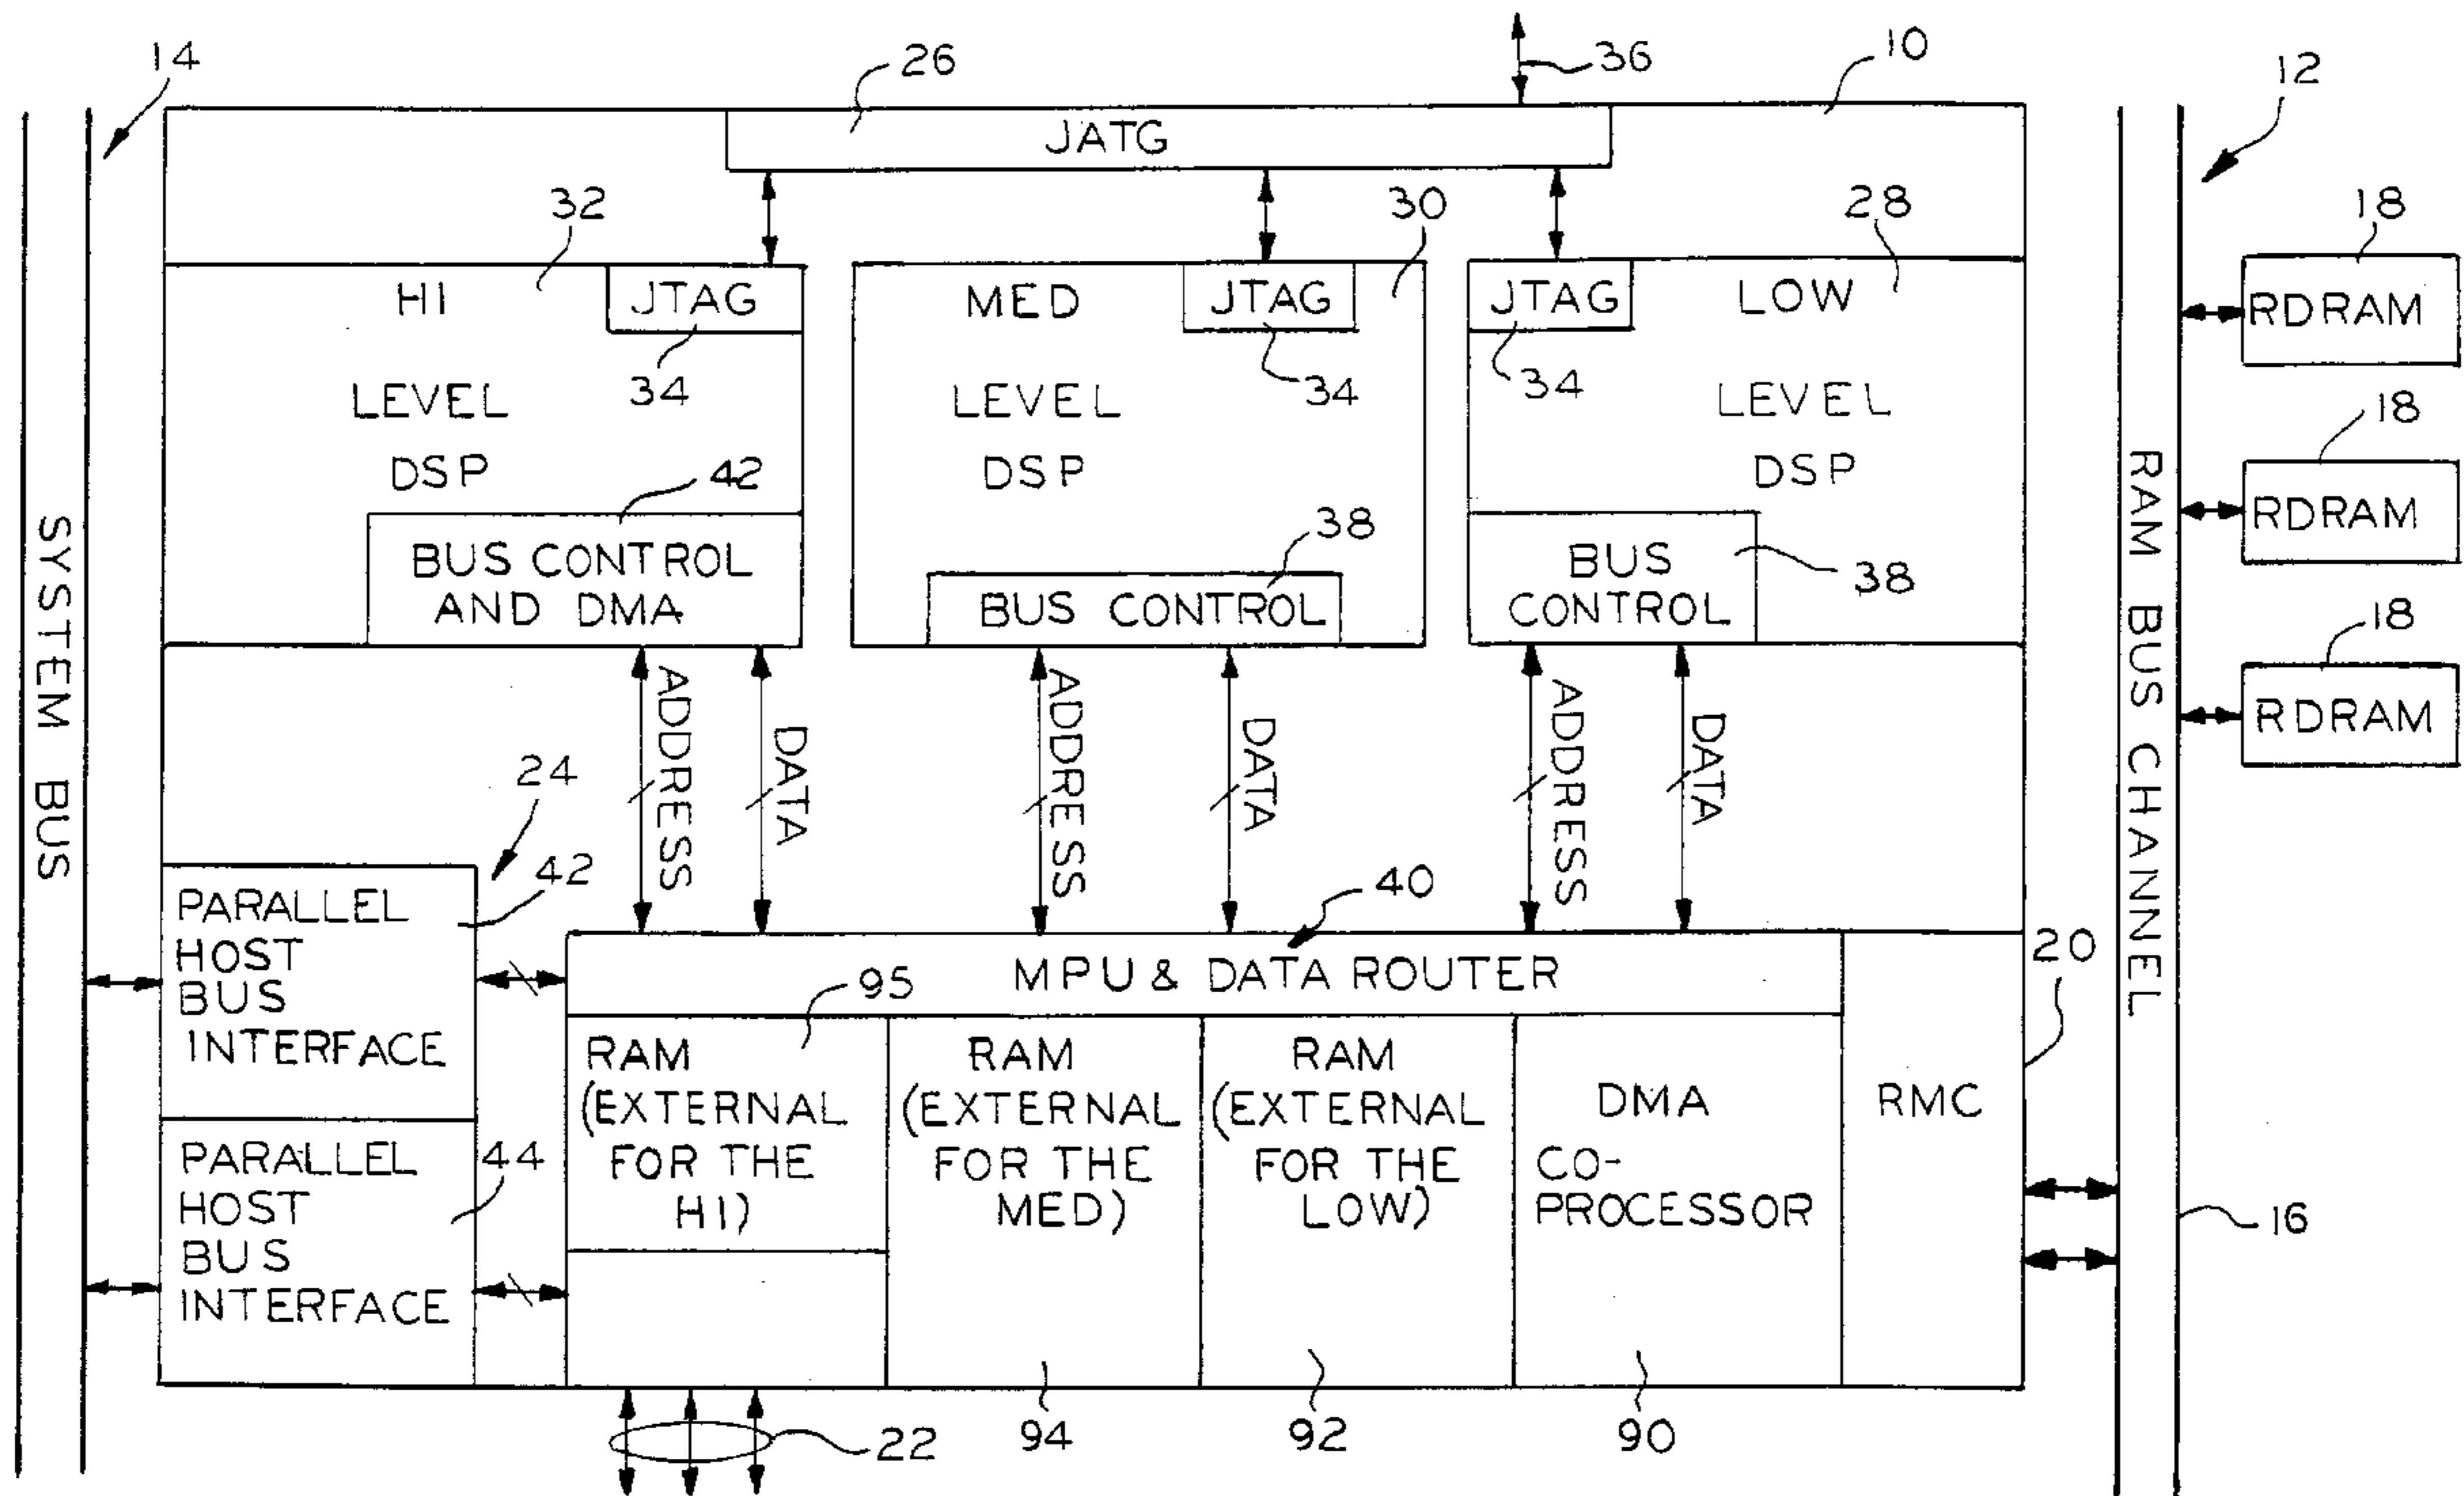 14
26
36
10
12
JATG
32
30
28
18
HI
JTAG
MED
JTAG
JTAG
LOW
RDRAM
34
34
34
LEVEL
DSP
LEVEL
DSP
LEVEL
DSP
18
RDRAM
42
38
38
BUS CONTROL
AND DMA
BUS CONTROL
BUS
CONTROL
18
RDRAM
SYSTEM BUS
RAM BUS CHANNEL
ADDRESS
DATA
ADDRESS
DATA
ADDRESS
DATA
24
42
40
20
PARALLEL
HOST
BUS
INTERFACE
MPU & DATA ROUTER
95
RAM
(EXTERNAL
FOR THE
HI)
RAM
(EXTERNAL
FOR THE
MED)
RAM
(EXTERNAL
FOR THE
LOW)
DMA
CO-
PROCESSOR
RMC
PARALLEL
HOST
BUS
INTERFACE
44
16
22
94
92
90